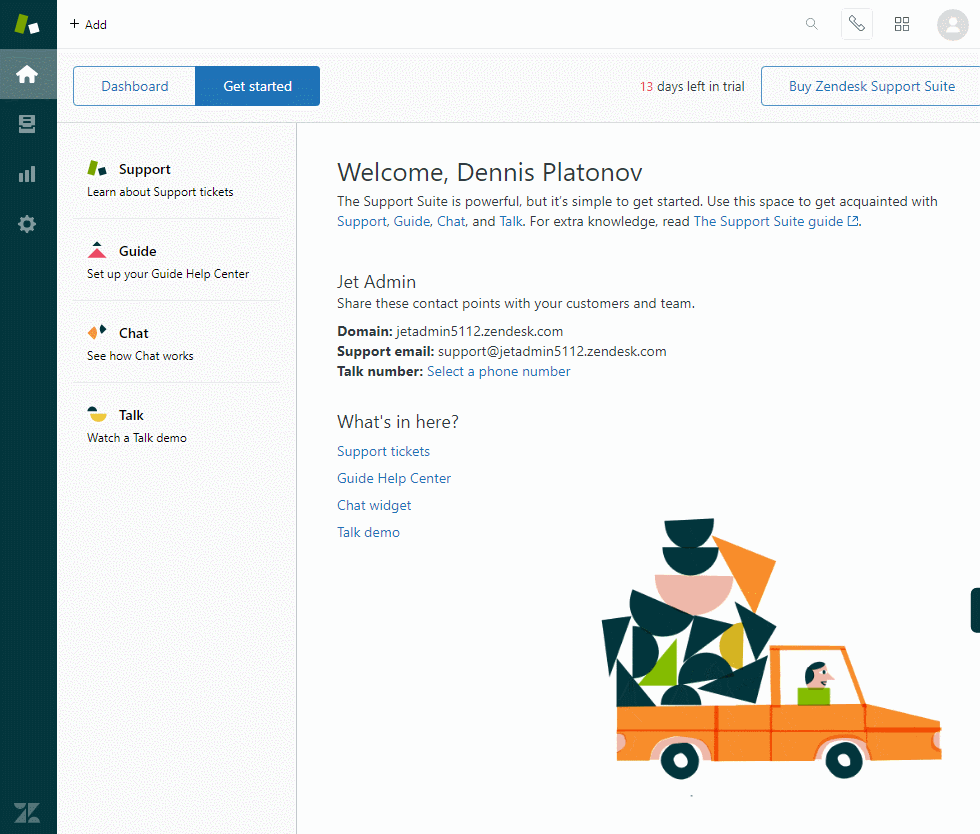 + Add
Dashboard
Get started
13 days left in trial
Buy Zendesk Support Suite
Support
Learn about Support tickets
Guide
Set up your Guide Help Center
Chat
See how Chat works
Talk
Watch a Talk demo
Welcome, Dennis Platonov
The Support Suite is powerful, but it's simple to get started. Use this space to get acquainted with
Support, Guide, Chat, and Talk. For extra knowledge, read The Support Suite guide.
Jet Admin
Share these contact points with your customers and team.
Domain: jetadmin5112.zendesk.com
Support email: support@jetadmin5112.zendesk.com
Talk number: Select a phone number
What's in here?
Support tickets
Guide Help Center
Chat widget
Talk demo